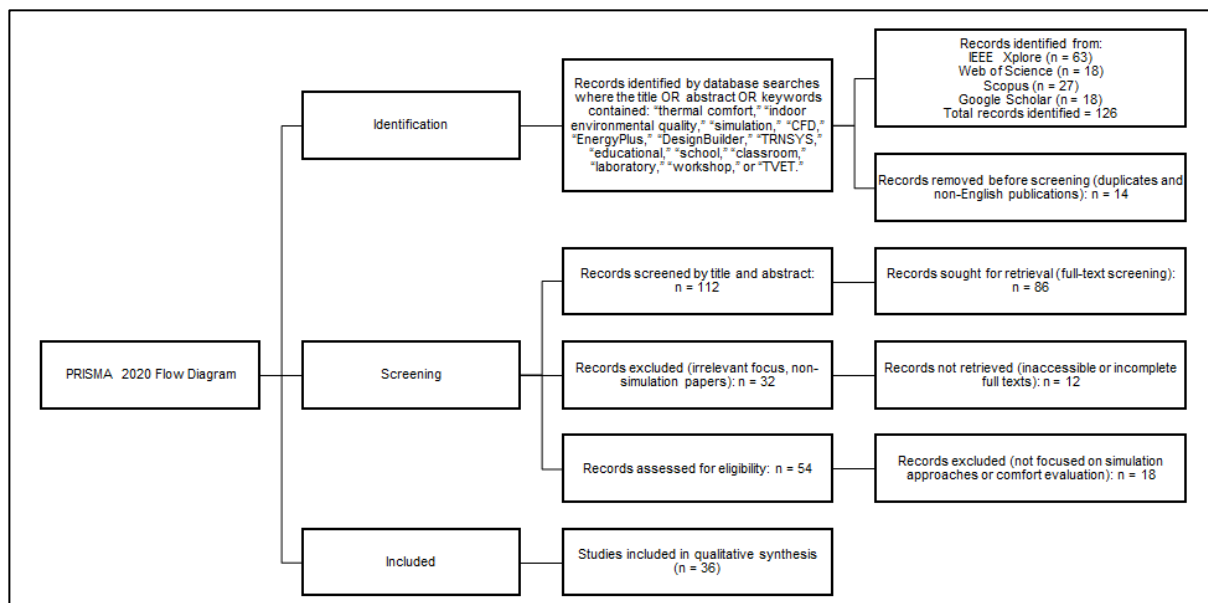 PRISMA 2020 Flow Diagram
Identification
Records identified by database searches
where the title OR abstract OR keywords
contained: “thermal comfort,” “indoor
environmental quality,” “simulation,” “CFD,”
“EnergyPlus,” “DesignBuilder,” “TRNSYS,”
“educational,” “school,” “classroom,”
“laboratory,” “workshop,” or “TVET.”
Records identified from:
IEEE Xplore (n = 63)
Web of Science (n = 18)
Scopus (n = 27)
Google Scholar (n = 18)
Total records identified = 126
Records removed before screening (duplicates and
non-English publications): n = 14
Screening
Records screened by title and abstract:
n = 112
Records sought for retrieval (full-text screening):
n = 86
Records excluded (irrelevant focus, non-
simulation papers): n = 32
Records not retrieved (inaccessible or incomplete
full texts): n = 12
Records assessed for eligibility: n = 54
Records excluded (not focused on simulation
approaches or comfort evaluation): n = 18
Included
Studies included in qualitative synthesis
(n = 36)